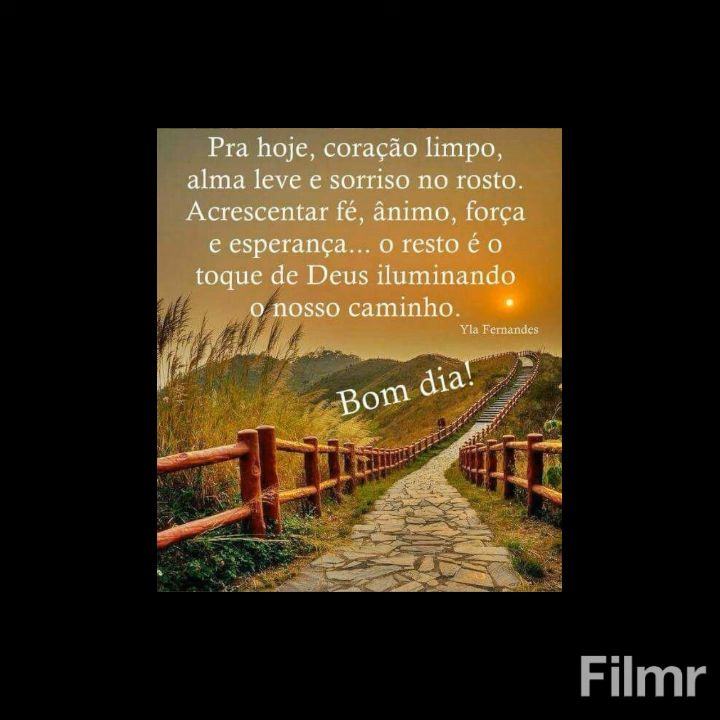 Pra hoje, coração limpo,
alma leve e sorriso no rosto.
Acrescentar fé, ânimo, força
e esperança... o resto é o
toque de Deus iluminando
o nosso caminho.
Yla Fernandes
Bom dia!
Filmr